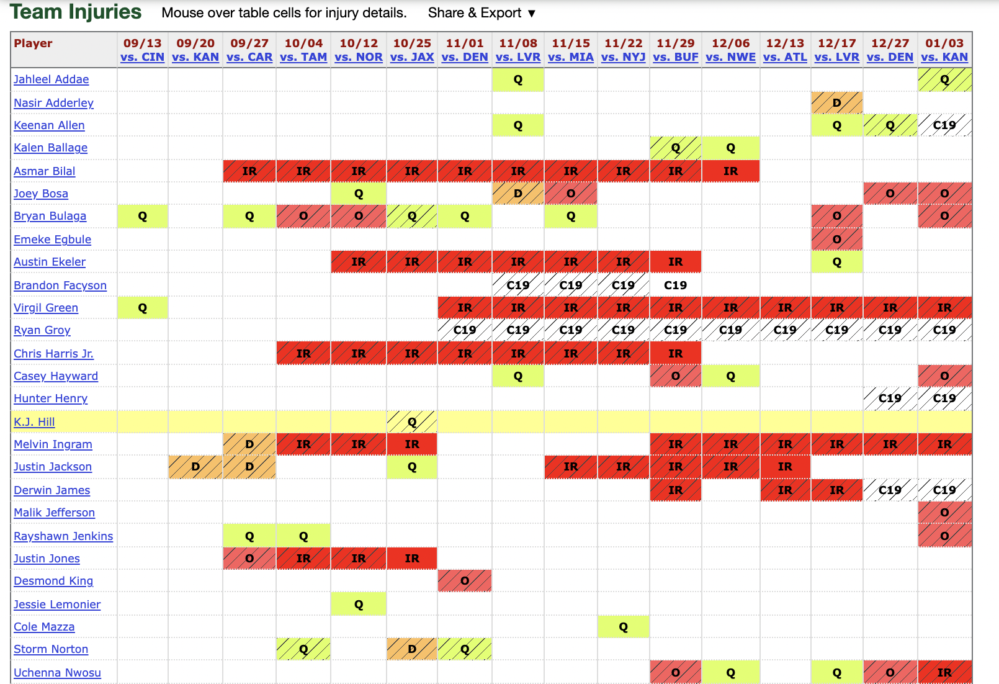 Team Injuries Mouse over table cells for injury details. Share & Export ▼
Player 09/13 09/20 09/27 10/04 10/12 10/25 11/01 11/08 11/15 11/22 11/29 12/06 12/13 12/17 12/27 01/03
vs. CIN vs. KAN vs. CAR vs. TAM vs. NOR vs. JAX vs. DEN vs. LVR vs. MIA vs. NYJ vs. BUF vs. NWE vs. ATL vs. LVR vs. DEN vs. KAN
Jahleel Addae Q Q
Nasir Adderley D
Keenan Allen Q Q Q C19
Kalen Ballage Q Q
Asmar Bilal IR IR IR IR IR IR IR IR IR IR
Joey Bosa Q D O O O
Bryan Bulaga Q Q O O Q Q Q O O
Emeke Egbule O
Austin Ekeler IR IR IR IR IR IR IR Q
Brandon Facyson C19 C19 C19 C19
Virgil Green Q IR IR IR IR IR IR IR IR IR IR
Ryan Groy C19 C19 C19 C19 C19 C19 C19 C19 C19 C19
Chris Harris Jr. IR IR IR IR IR IR IR IR
Casey Hayward Q O Q O
Hunter Henry C19 C19
K.J. Hill Q
Melvin Ingram D IR IR IR IR IR IR IR IR IR
Justin Jackson D D Q IR IR IR IR IR
Derwin James IR IR IR C19 C19
Malik Jefferson O
Rayshawn Jenkins Q Q O
Justin Jones O IR IR IR
Desmond King O
Jessie Lemonier Q
Cole Mazza Q
Storm Norton Q D Q
Uchenna Nwosu O Q Q O IR